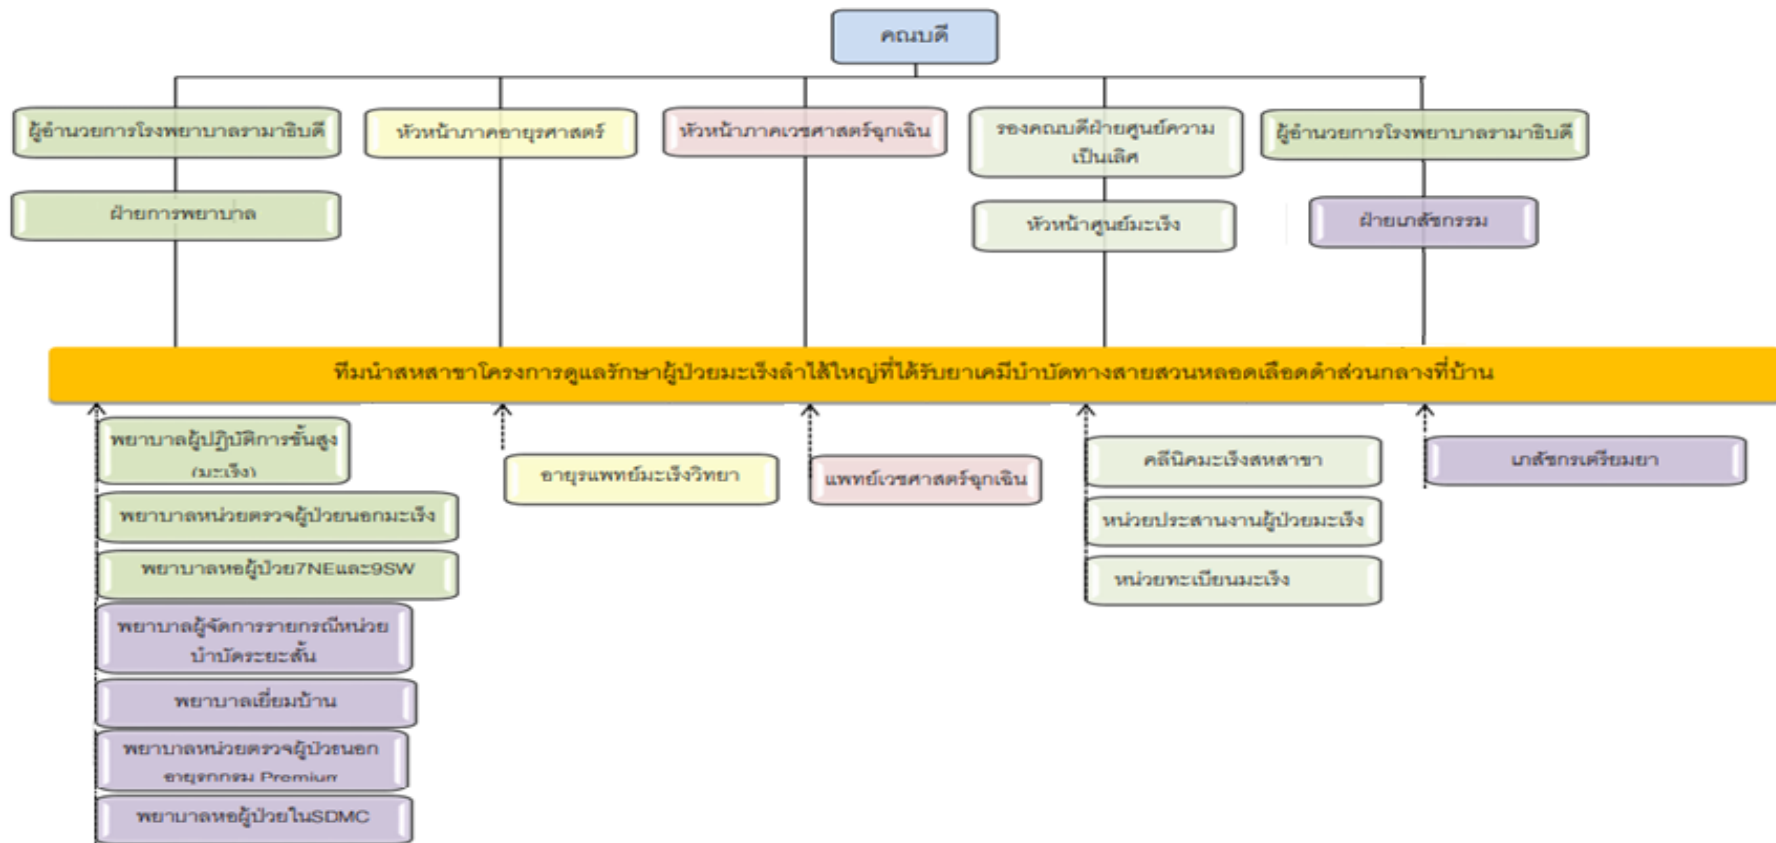 คณบดี
ผู้อำนวยการโรงพยาบาลรามาธิบดี
หัวหน้าภาคอายุรศาสตร์
หัวหน้าภาคเวชศาสตร์ฉุกเฉิน
รองคณบดีฝ่ายศูนย์ความ
เป็นเลิศ
ผู้อำนวยการโรงพยาบาลรามาธิบดี
ฝ่ายการพยาบาล
หัวหน้าศูนย์มะเร็ง
ฝ่ายเภสัชกรรม
ทีมนำสหสาขาโครงการดูแลรักษาผู้ป่วยมะเร็งลำไส้ใหญ่ที่ได้รับยาเคมีบำบัดทางสายสวนหลอดเลือดดำส่วนกลางที่บ้าน
พยาบาลผู้ปฏิบัติการขั้นสูง
(มะเร็ง)
พยาบาลหน่วยตรวจผู้ป่วยนอกมะเร็ง
พยาบาลหอผู้ป่วย7NEและ9SW
พยาบาลผู้จัดการรายกรณีหน่วย
บำบัดระยะสั้น
พยาบาลเยี่ยมบ้าน
พยาบาลหน่วยตรวจผู้ป่วยนอก
อายุรกรรม Premium
พยาบาลหอผู้ป่วยในSDMC
อายุรแพทย์มะเร็งวิทยา
แพทย์เวชศาสตร์ฉุกเฉิน
คลีนิคมะเร็งสหสาขา
หน่วยประสานงานผู้ป่วยมะเร็ง
หน่วยทะเบียนมะเร็ง
เภสัชกรเตรียมยา